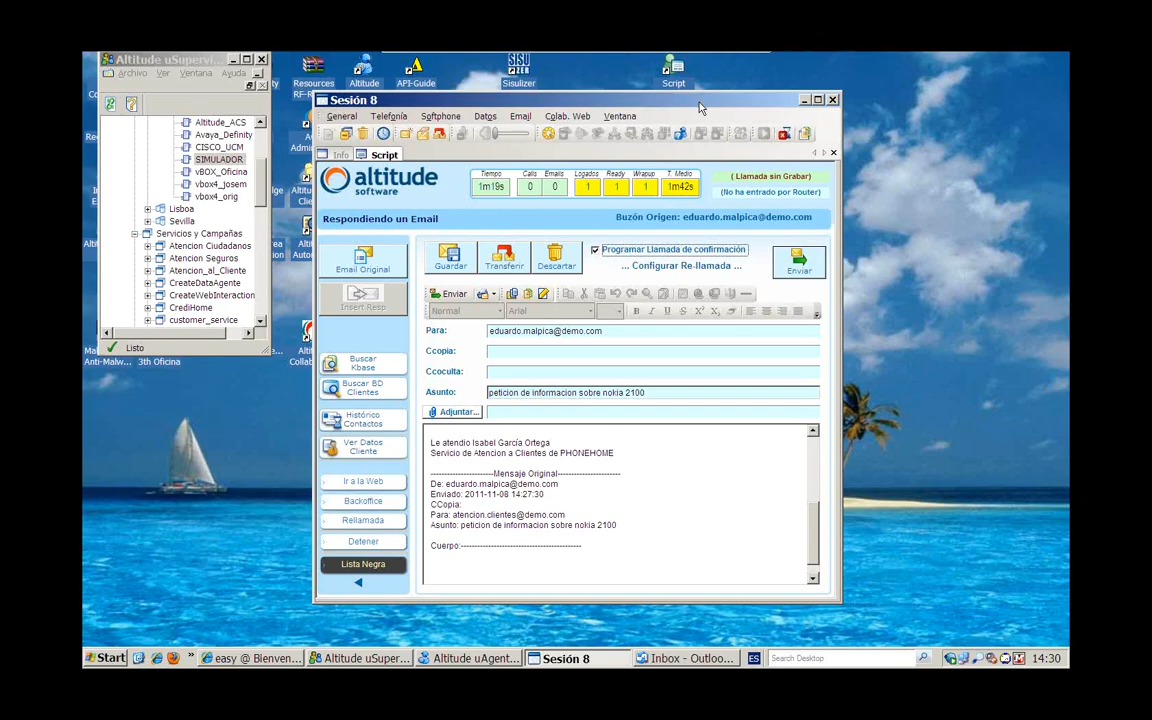 Altitude uSupervi
Archivo Ver Ventana Ayuda
Altitude_ACS
Avaya_Definity
CISCO_UCM
SIMULADOR
vBOX_Oficina
vbox4_josem
vbox4_orig
Lisboa
Sevilla
Servicios y Campañas
Atencion Ciudadanos
Atencion Seguros
Atencion_al_Cliente
CreateDataAgente
CreateWebInteraction
CrediHome
customer_service
Listo
Anti-Malw... 3th Oficina
Resources
RF-R
Altitude
API-Guide
SISU
ZER
Sisulizer
Script
Sesión 8
General Telefonía Softphone Datos Email Colab. Web Ventana
Info Script
altitude
software
Tiempo Calls Emails Logados Ready Wrapup T. Medio
1m19s 0 0 1 1 1 1m42s
( Llamada sin Grabar)
(No ha entrado por Router)
Respondiendo un Email
Buzón Origen: eduardo.malpica@demo.com
Email Original
Insert Resp
Guardar
Transferir
Descartar
Programar Llamada de confirmación
... Configurar Re-llamada ...
Enviar
Enviar
Normal
Arial
Para: eduardo.malpica@demo.com
Ccopia:
Ccoculta:
Asunto: peticion de informacion sobre nokia 2100
Adjuntar...
Buscar
Kbase
Buscar BD
Clientes
Histórico
Contactos
Ver Datos
Cliente
Ir a la Web
Backoffice
Rellamada
Detener
Lista Negra
Le atendio Isabel García Ortega
Servicio de Atencion a Clientes de PHONEHOME
-----------------------Mensaje Original-----------------------
De: eduardo.malpica@demo.com
Enviado: 2011-11-08 14:27:30
CCopia:
Para: atencion.clientes@demo.com
Asunto: peticion de informacion sobre nokia 2100
Cuerpo:-------------------------------------------
Start
»
easy @ Bienven...
Altitude uSuper...
Altitude uAgent...
Sesión 8
Inbox - Outloo...
ES
Search Desktop
14:30